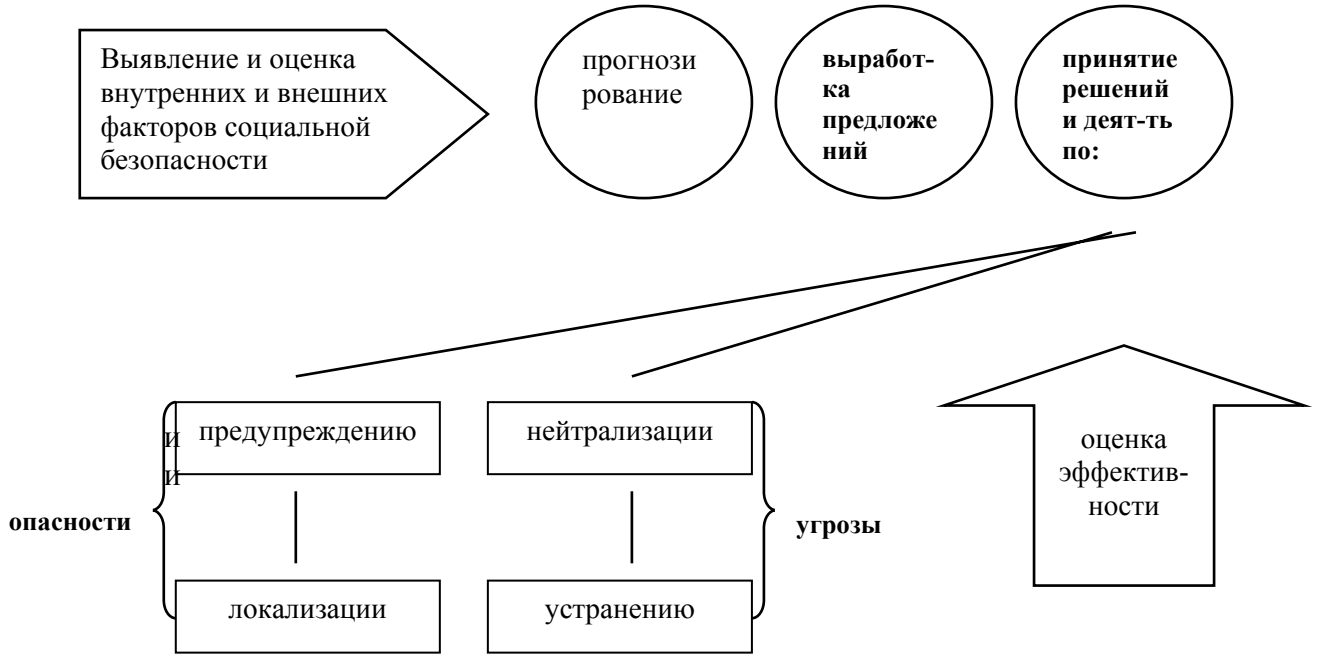 Выявление и оценка
внутренних и внешних
факторов социальной
безопасности
прогнози
рование
выработ-
ка
предложе
ний
принятие
решений
и деят-ть
по:
и
и
предупреждению
нейтрализации
опасности
угрозы
локализации
устранению
оценка
эффектив-
ности